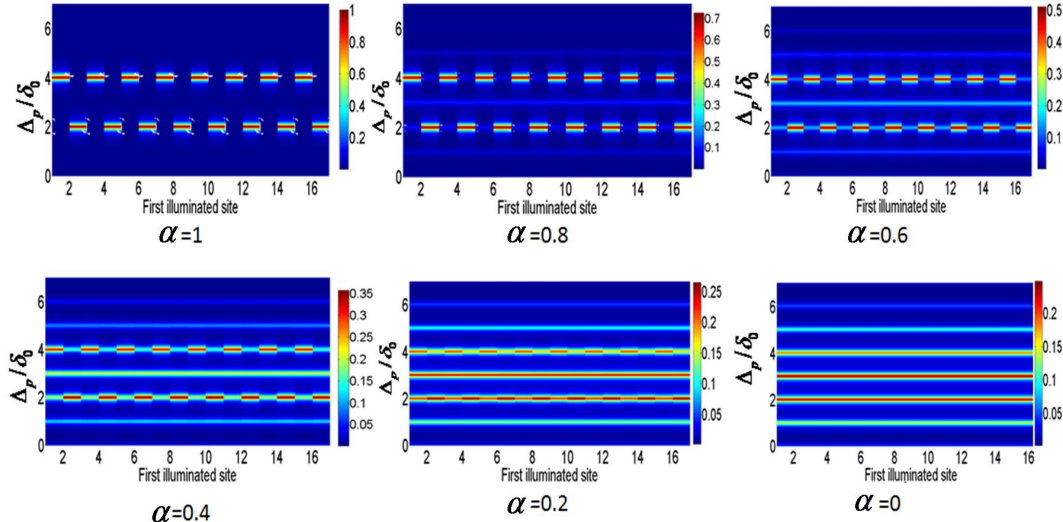 1
0.8
0.6
0.4
0.2
6
4
2
0
Δp/δ0
2 4 6 8 10 12 14 16
First illuminated site
α=1
0.7
0.6
0.5
0.4
0.3
0.2
0.1
6
4
2
0
Δp/δ0
2 4 6 8 10 12 14 16
First illuminated site
α=0.8
0.5
0.4
0.3
0.2
0.1
6
4
2
0
Δp/δ0
2 4 6 8 10 12 14 16
First illuminated site
α=0.6
0.35
0.3
0.25
0.2
0.15
0.1
0.05
6
4
2
0
Δp/δ0
2 4 6 8 10 12 14 16
First illuminated site
α=0.4
0.25
0.2
0.15
0.1
0.05
6
4
2
0
Δp/δ0
2 4 6 8 10 12 14 16
First illuminated site
α=0.2
0.2
0.15
0.1
0.05
6
4
2
0
Δp/δ0
2 4 6 8 10 12 14 16
First illuminated site
α=0